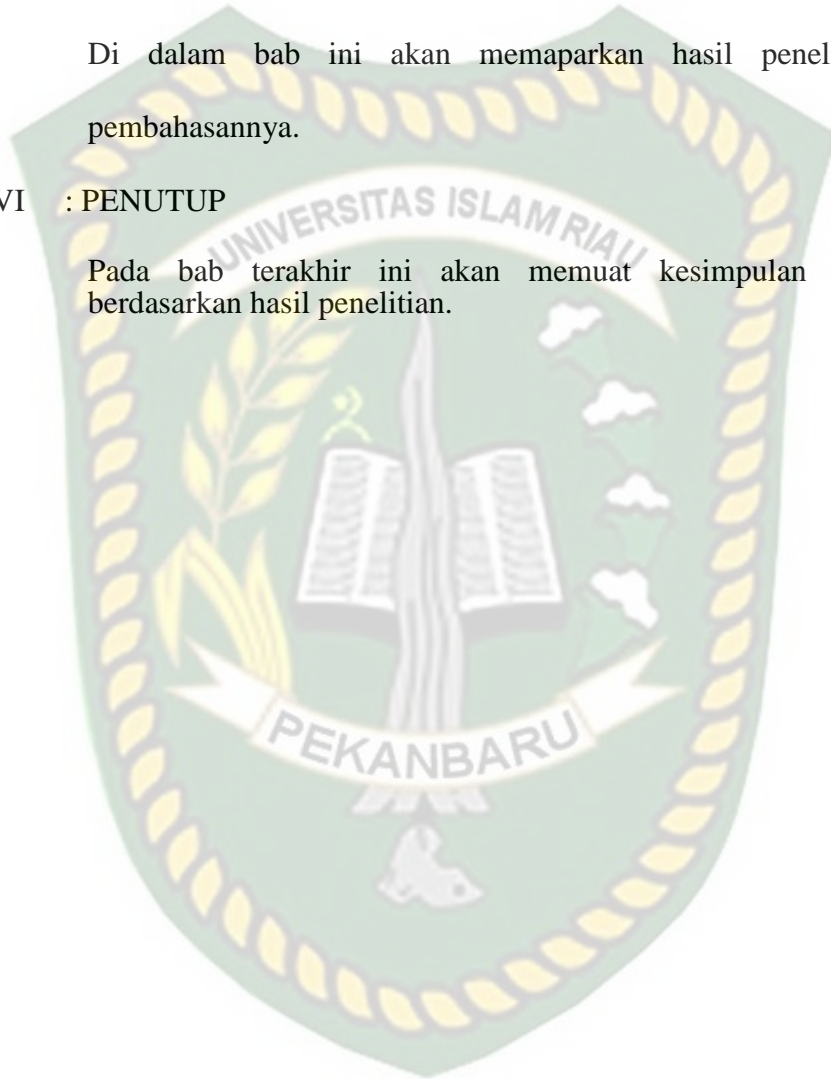 Di dalam bab ini akan memaparkan hasil penel
pembahasannya.
VI : PENUTUP
UNIVERSITAS ISLAM RIAU
Pada bab terakhir ini akan memuat kesimpulan
berdasarkan hasil penelitian.
PEKANBARU